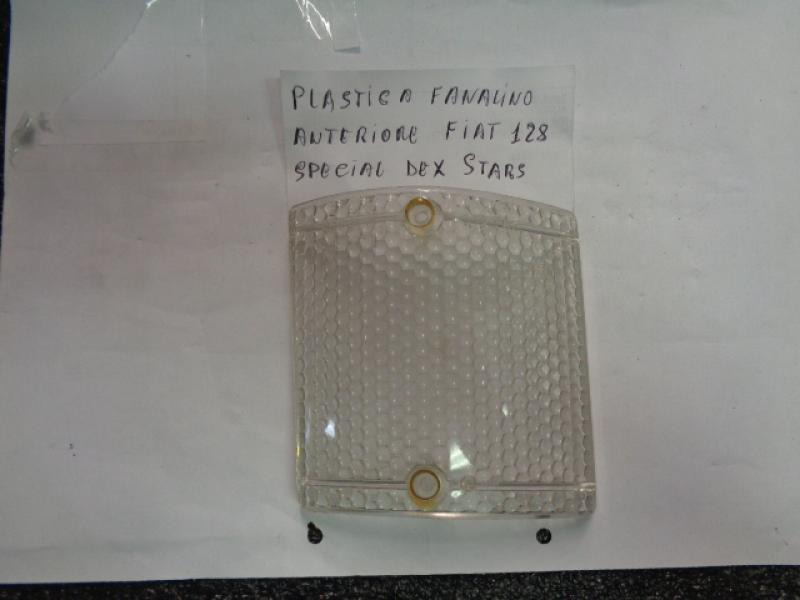 PLASTICA FANALINO
ANTERIORE FIAT 128
SPECIAL DEX STARS